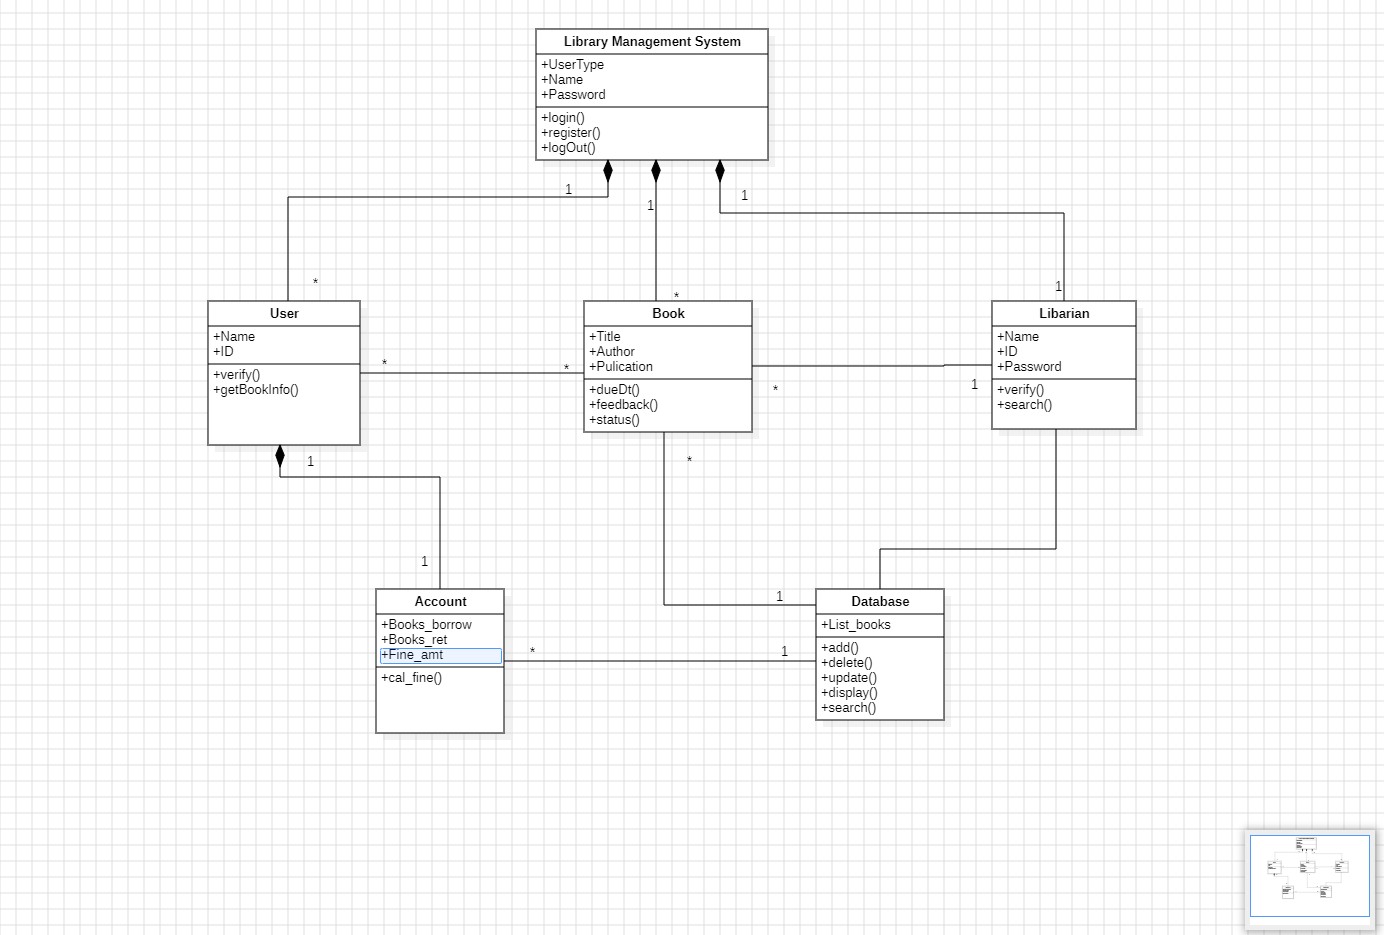 Library Management System
+UserType
+Name
+Password
+login()
+register()
+logOut()
1
1
1
*
*
1
User
+Name
+ID
+verify()
+getBookInfo()
*
*
Book
+Title
+Author
+Pulication
+dueDt()
+feedback()
+status()
*
1
Libarian
+Name
+ID
+Password
+verify()
+search()
1
*
1
1
Account
+Books_borrow
+Books_ret
+Fine_amt
+cal_fine()
*
1
Database
+List_books
+add()
+delete()
+update()
+display()
+search()